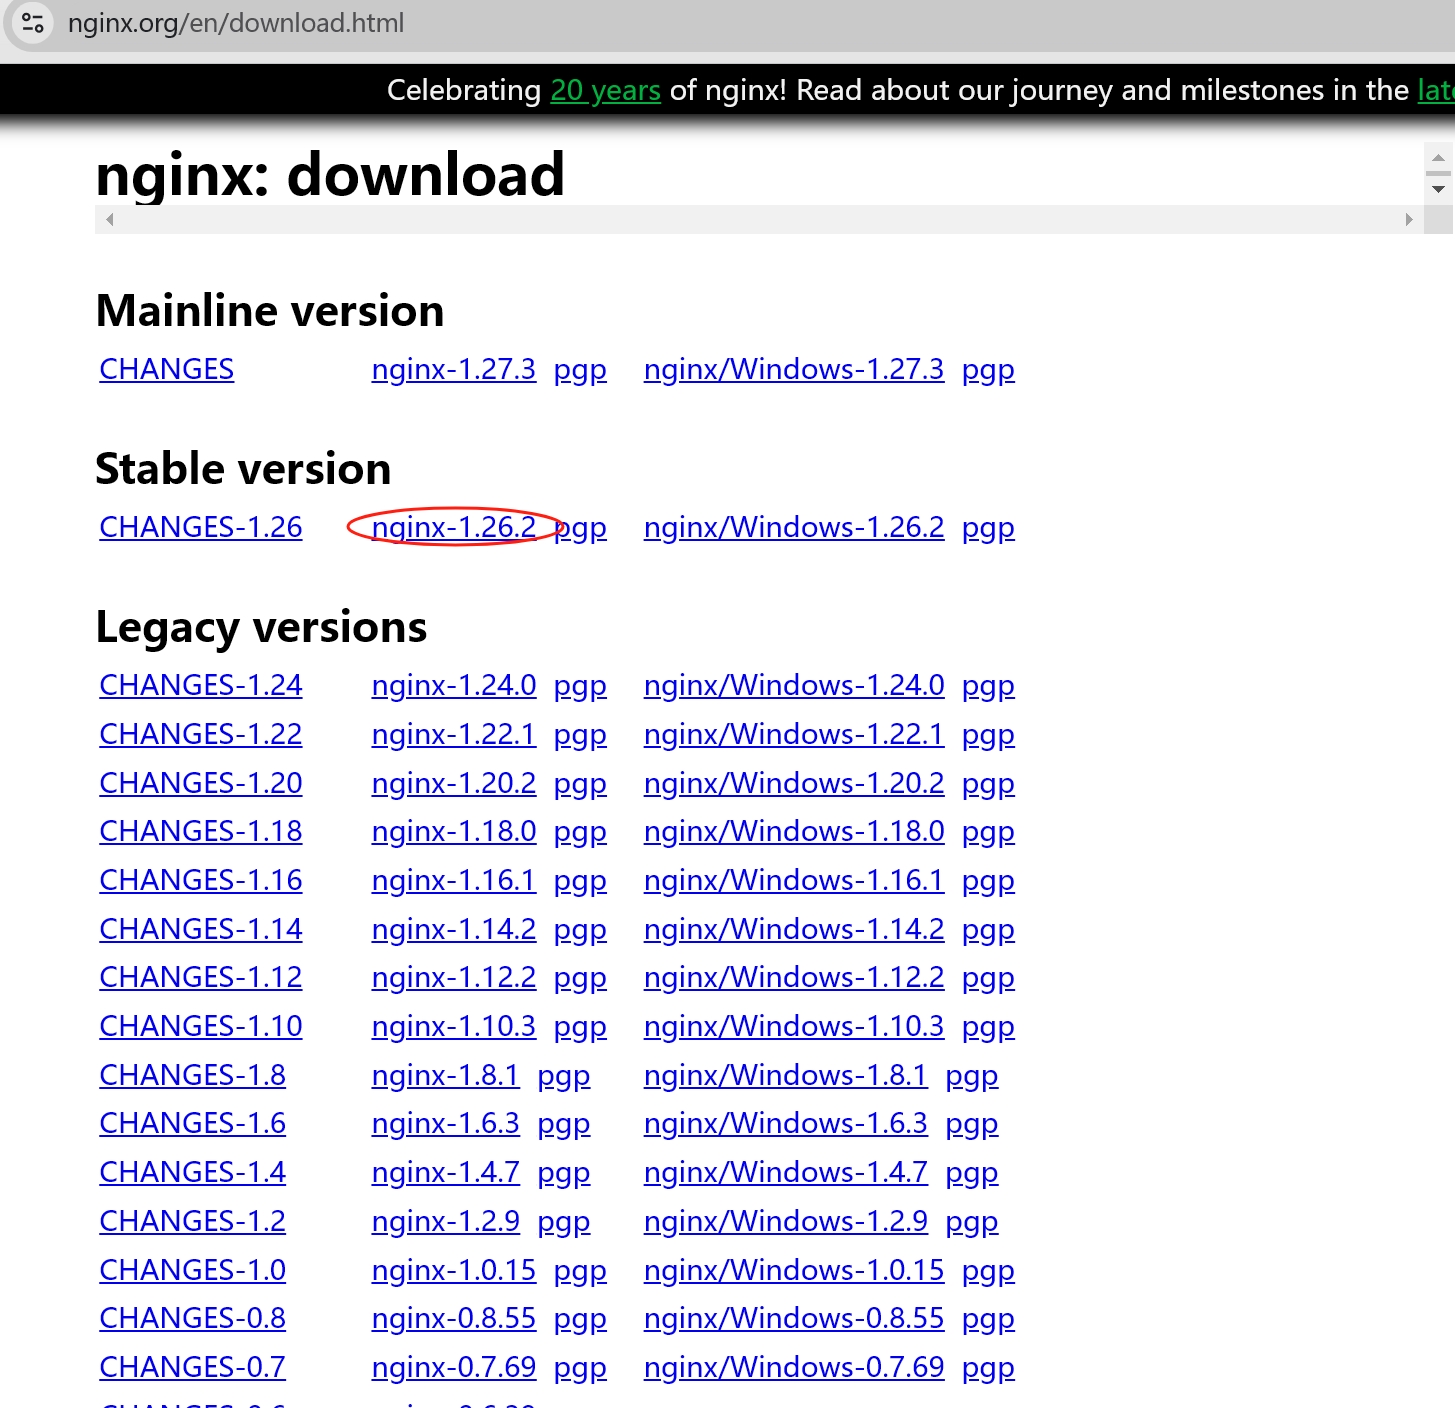 nginx.org/en/download.html
Celebrating 20 years of nginx! Read about our journey and milestones in the
nginx: download
Mainline version
CHANGES nginx-1.27.3 pgp nginx/Windows-1.27.3 pgp
Stable version
CHANGES-1.26 nginx-1.26.2 pgp nginx/Windows-1.26.2 pgp
Legacy versions
CHANGES-1.24 nginx-1.24.0 pgp nginx/Windows-1.24.0 pgp
CHANGES-1.22 nginx-1.22.1 pgp nginx/Windows-1.22.1 pgp
CHANGES-1.20 nginx-1.20.2 pgp nginx/Windows-1.20.2 pgp
CHANGES-1.18 nginx-1.18.0 pgp nginx/Windows-1.18.0 pgp
CHANGES-1.16 nginx-1.16.1 pgp nginx/Windows-1.16.1 pgp
CHANGES-1.14 nginx-1.14.2 pgp nginx/Windows-1.14.2 pgp
CHANGES-1.12 nginx-1.12.2 pgp nginx/Windows-1.12.2 pgp
CHANGES-1.10 nginx-1.10.3 pgp nginx/Windows-1.10.3 pgp
CHANGES-1.8 nginx-1.8.1 pgp nginx/Windows-1.8.1 pgp
CHANGES-1.6 nginx-1.6.3 pgp nginx/Windows-1.6.3 pgp
CHANGES-1.4 nginx-1.4.7 pgp nginx/Windows-1.4.7 pgp
CHANGES-1.2 nginx-1.2.9 pgp nginx/Windows-1.2.9 pgp
CHANGES-1.0 nginx-1.0.15 pgp nginx/Windows-1.0.15 pgp
CHANGES-0.8 nginx-0.8.55 pgp nginx/Windows-0.8.55 pgp
CHANGES-0.7 nginx-0.7.69 pgp nginx/Windows-0.7.69 pgp